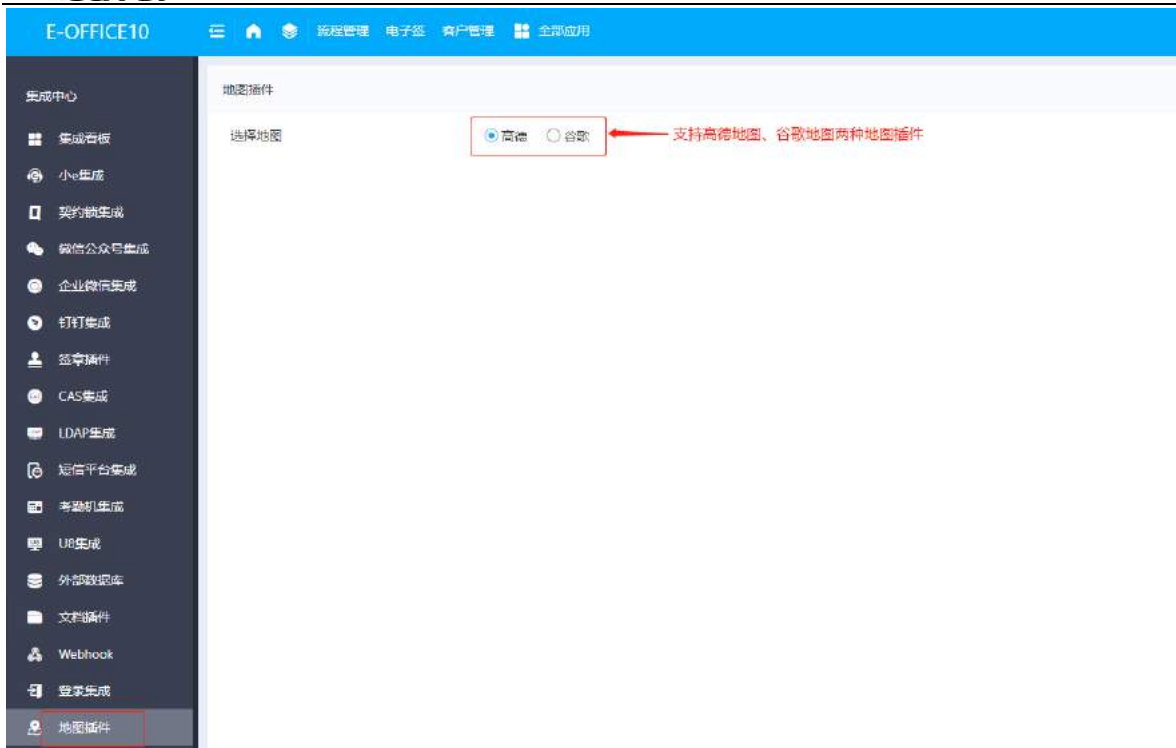 E-OFFICE10 流程管理 电子签 客户管理 全部应用
集成中心
集成看板
小e集成
契约锁集成
微信公众号集成
企业微信集成
钉钉集成
签章插件
CAS集成
LDAP集成
短信平台集成
考勤机集成
U8集成
外部数据库
文档插件
Webhook
登录集成
地图插件
地图插件
选择地图 高德 谷歌 支持高德地图、谷歌地图两种地图插件